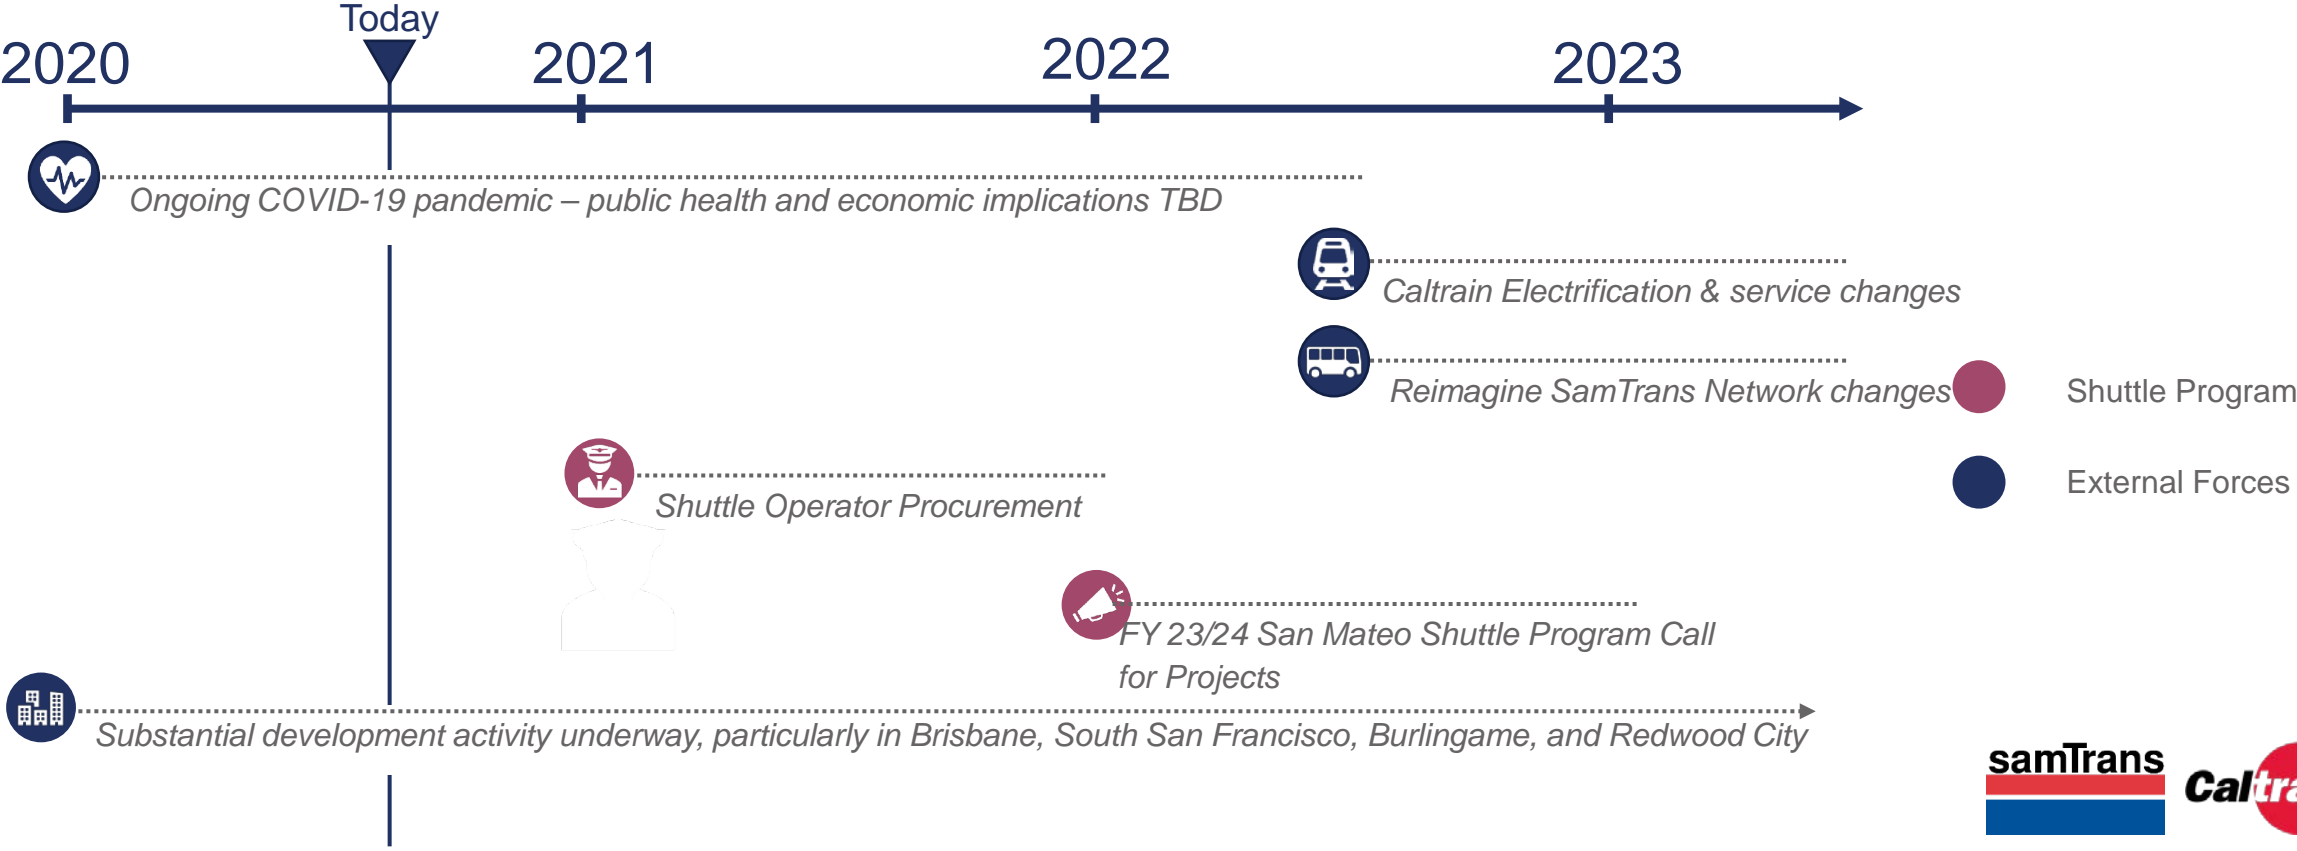 Today
2020
2021
2022
2023
Ongoing COVID-19 pandemic – public health and economic implications TBD
Caltrain Electrification & service changes
Reimagine SamTrans Network changes
Shuttle Program
Shuttle Operator Procurement
External Forces
FY 23/24 San Mateo Shuttle Program Call
for Projects
Substantial development activity underway, particularly in Brisbane, South San Francisco, Burlingame, and Redwood City
samTrans
Caltra